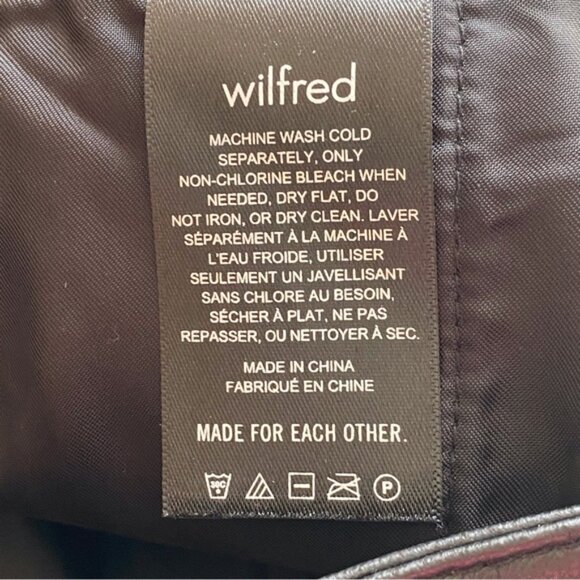 wilfred
MACHINE WASH COLD
SEPARATELY, ONLY
NON-CHLORINE BLEACH WHEN
NEEDED, DRY FLAT, DO
NOT IRON, OR DRY CLEAN. LAVER
SÉPARÉMENT À LA MACHINE À
L'EAU FROIDE, UTILISER
SEULEMENT UN JAVELLISANT
SANS CHLORE AU BESOIN,
SÉCHER À PLAT, NE PAS
REPASSER, OU NETTOYER À SEC.
MADE IN CHINA
FABRIQUÉ EN CHINE
MADE FOR EACH OTHER.
30C P